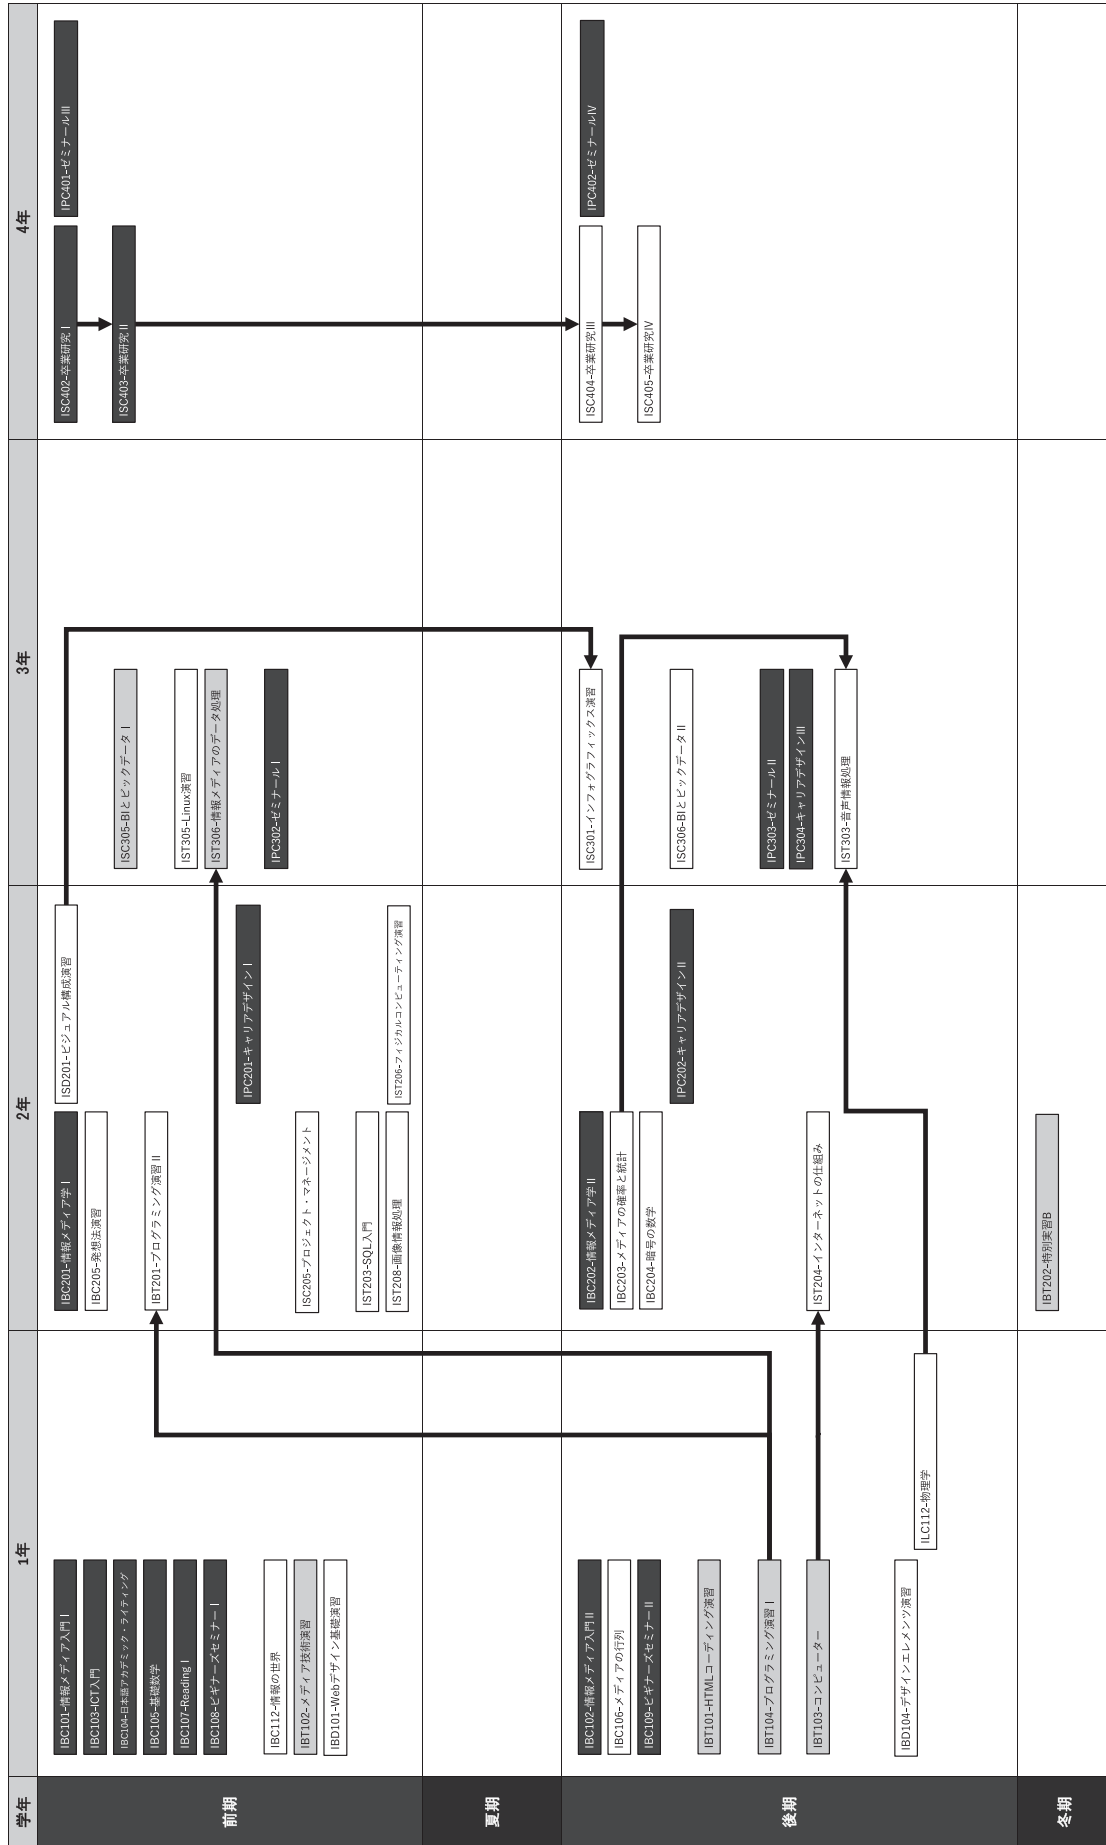 学年
1年
2年
3年
4年
前期
IBC101-情報メディア入門Ⅰ
IBC103-ICT入門
IBC104-日本語アカデミック・ライティング
IBC105-基礎数学
IBC107-ReadingⅠ
IBC108-ビギナーズセミナーⅠ
IBC112-情報の世界
IBT102-メディア技術演習
IBD101-Webデザイン基礎演習
IBC201-情報メディア学Ⅰ
IBC205-発想法演習
IBT201-プログラミング演習Ⅱ
ISC205-プロジェクト・マネージメント
IST203-SQL入門
IST208-画像情報処理
ISD201-ビジュアル構成演習
IPC201-キャリアデザインⅠ
IST206-フィジカルコンピューティング演習
ISC305-BIとビックデータⅠ
IST305-Linux演習
IST306-情報メディアのデータ処理
IPC302-ゼミナールⅠ
ISC402-卒業研究Ⅰ
ISC403-卒業研究Ⅱ
IPC401-ゼミナールⅢ
夏期
後期
IBC102-情報メディア入門Ⅱ
IBC106-メディアの行列
IBC109-ビギナーズセミナーⅡ
IBT101-HTMLコーディング演習
IBT104-プログラミング演習Ⅰ
IBT103-コンピューター
IBD104-デザインエレメンツ演習
ILC112-物理学
IBC202-情報メディア学Ⅱ
IBC203-メディアの確率と統計
IBC204-暗号の数学
IST204-インターネットの仕組み
IPC202-キャリアデザインⅡ
ISC301-インフォグラフィックス演習
ISC306-BIとビックデータⅡ
IPC303-ゼミナールⅡ
IPC304-キャリアデザインⅢ
IST303-音声情報処理
ISC404-卒業研究Ⅲ
ISC405-卒業研究Ⅳ
IPC402-ゼミナールⅣ
冬期
IBT202-特別実習B